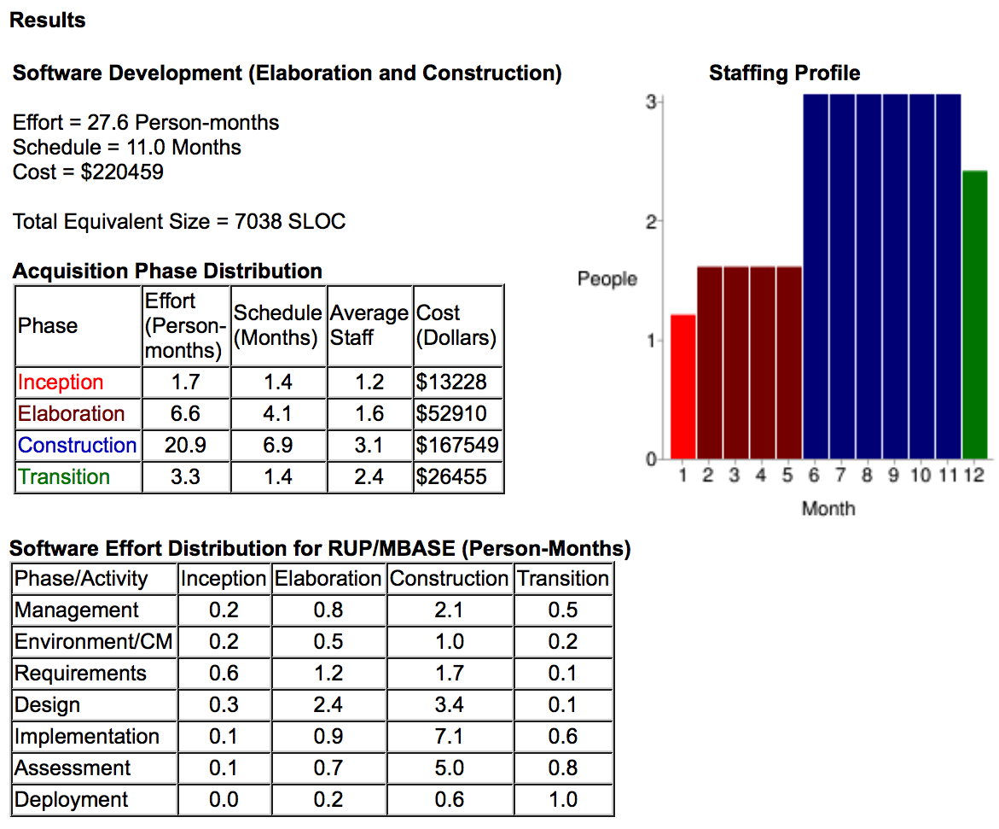 Results
Software Development (Elaboration and Construction)
Effort = 27.6 Person-months
Schedule = 11.0 Months
Cost = $220459
Total Equivalent Size = 7038 SLOC
Acquisition Phase Distribution
Phase Effort (Person-months) Schedule (Months) Average Staff Cost (Dollars)
Inception 1.7 1.4 1.2 $13228
Elaboration 6.6 4.1 1.6 $52910
Construction 20.9 6.9 3.1 $167549
Transition 3.3 1.4 2.4 $26455
Staffing Profile
3
2
People
1
0
1 2 3 4 5 6 7 8 9 10 11 12
Month
Software Effort Distribution for RUP/MBASE (Person-Months)
Phase/Activity Inception Elaboration Construction Transition
Management 0.2 0.8 2.1 0.5
Environment/CM 0.2 0.5 1.0 0.2
Requirements 0.6 1.2 1.7 0.1
Design 0.3 2.4 3.4 0.1
Implementation 0.1 0.9 7.1 0.6
Assessment 0.1 0.7 5.0 0.8
Deployment 0.0 0.2 0.6 1.0